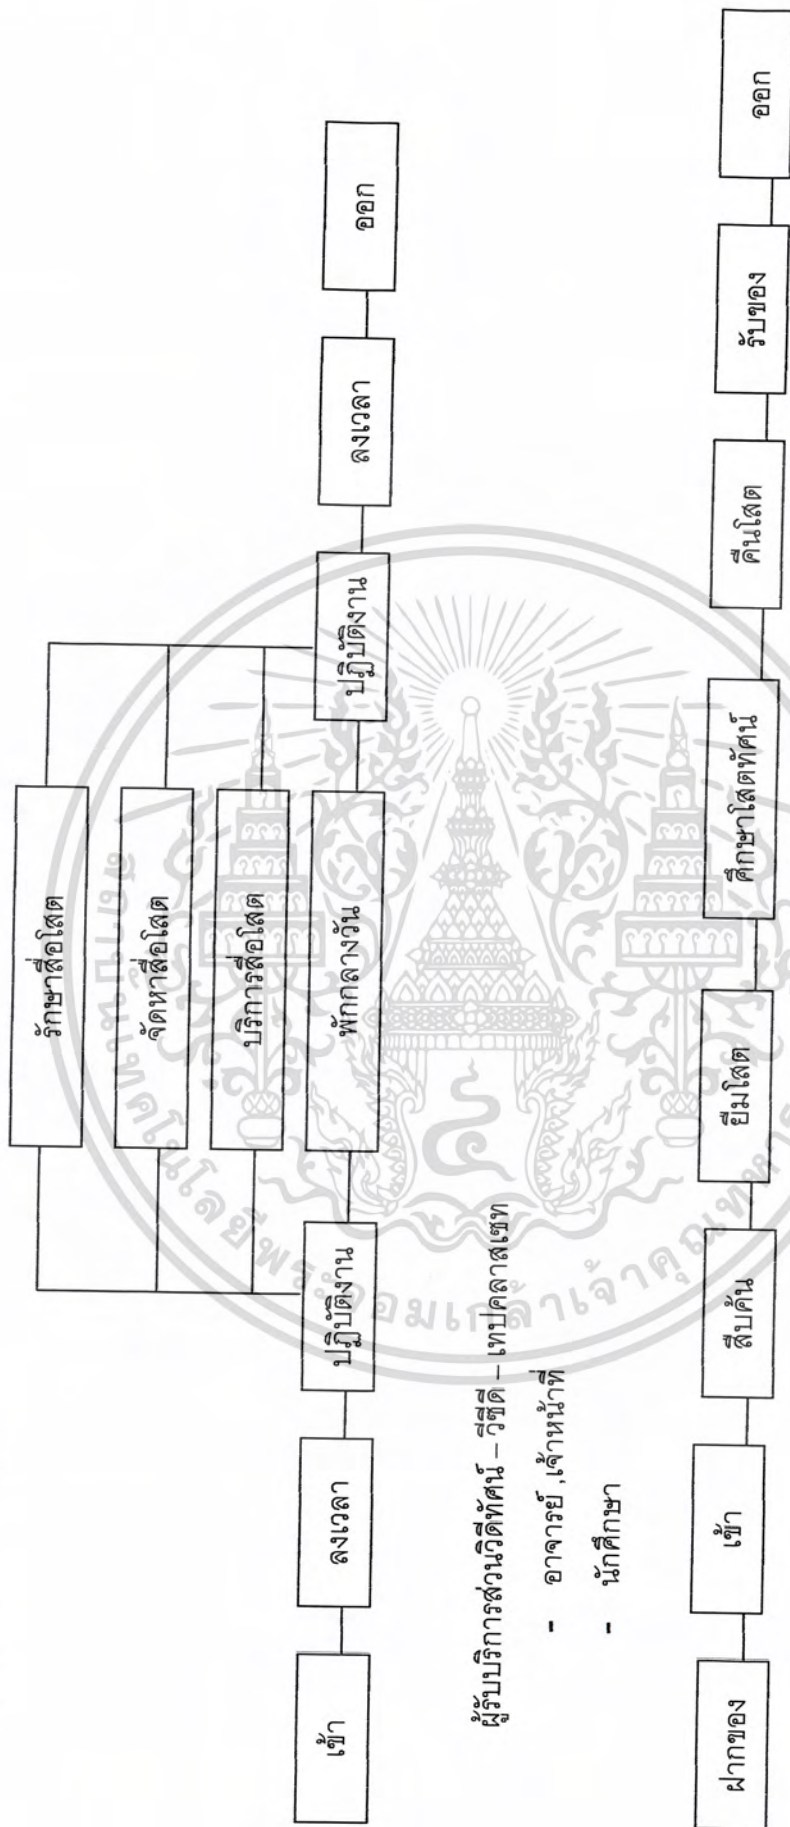 รักษาสื่อโสต
จัดหาสื่อโสต
บริการสื่อโสต
เข้า
ลงเวลา
ปฏิบัติงาน
พักกลางวัน
ปฏิบัติงาน
ลงเวลา
ออก
ผู้รับบริการส่วนวิดีทัศน์ – วีซีดี – เทปคลาสเซท
- อาจารย์ ,เจ้าหน้าที่
- นักศึกษา
ฝากของ
เข้า
สืบค้น
ยืมโสต
ศึกษาโสตทัศน์
คืนโสต
รับของ
ออก